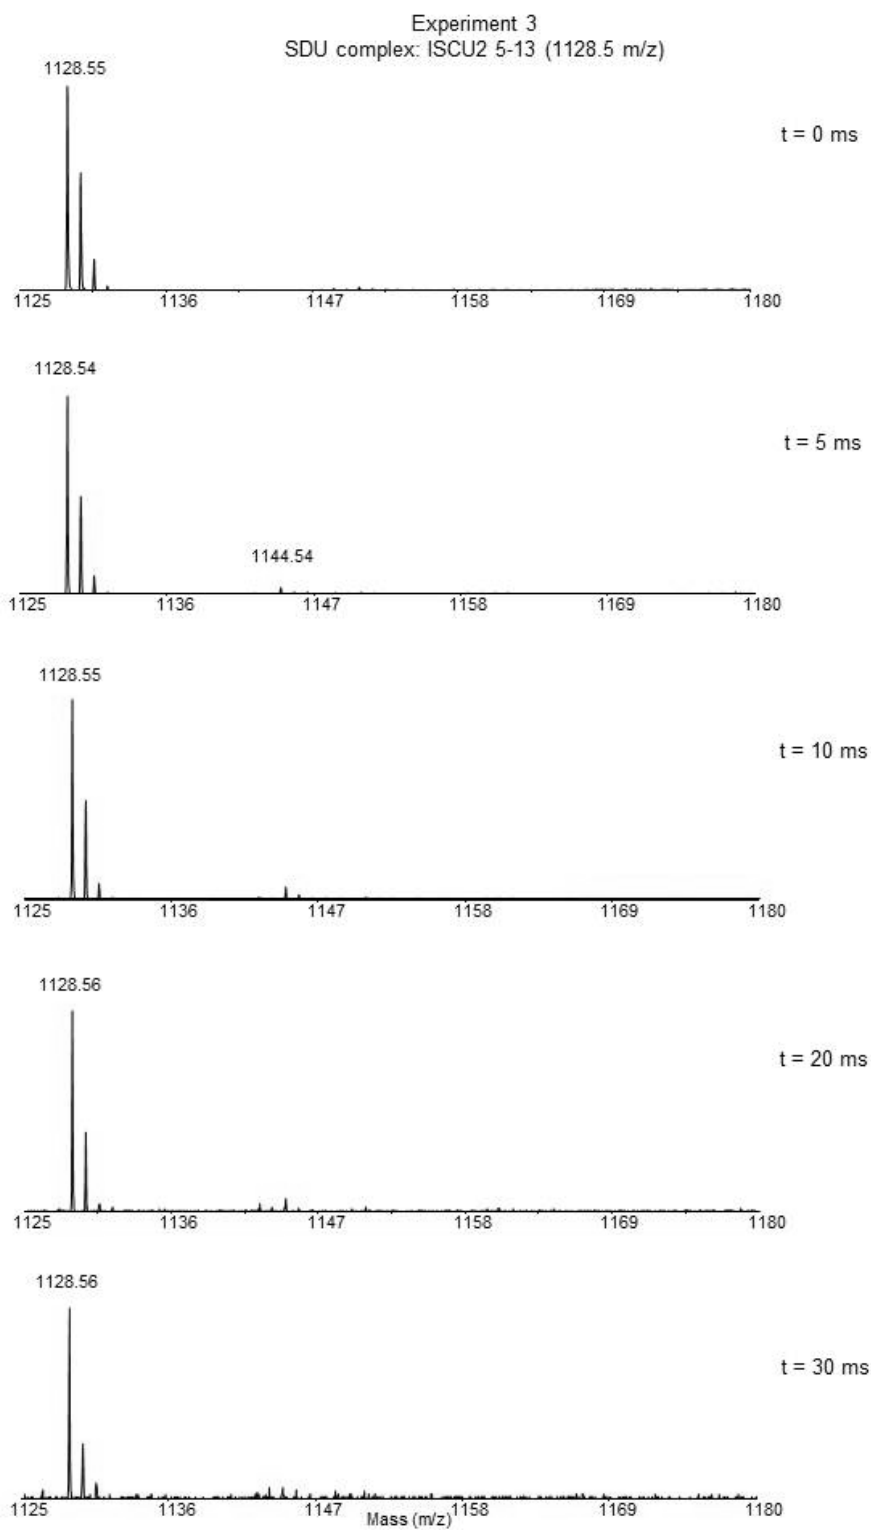 Experiment 3
SDU complex: ISCU2 5-13 (1128.5 m/z)
1128.55
t = 0 ms
1125 1136 1147 1158 1169 1180
1128.54
t = 5 ms
1144.54
1125 1136 1147 1158 1169 1180
1128.55
t = 10 ms
1125 1136 1147 1158 1169 1180
1128.56
t = 20 ms
1125 1136 1147 1158 1169 1180
1128.56
t = 30 ms
1125 1136 1147 1158 1169 1180
Mass (m/z)